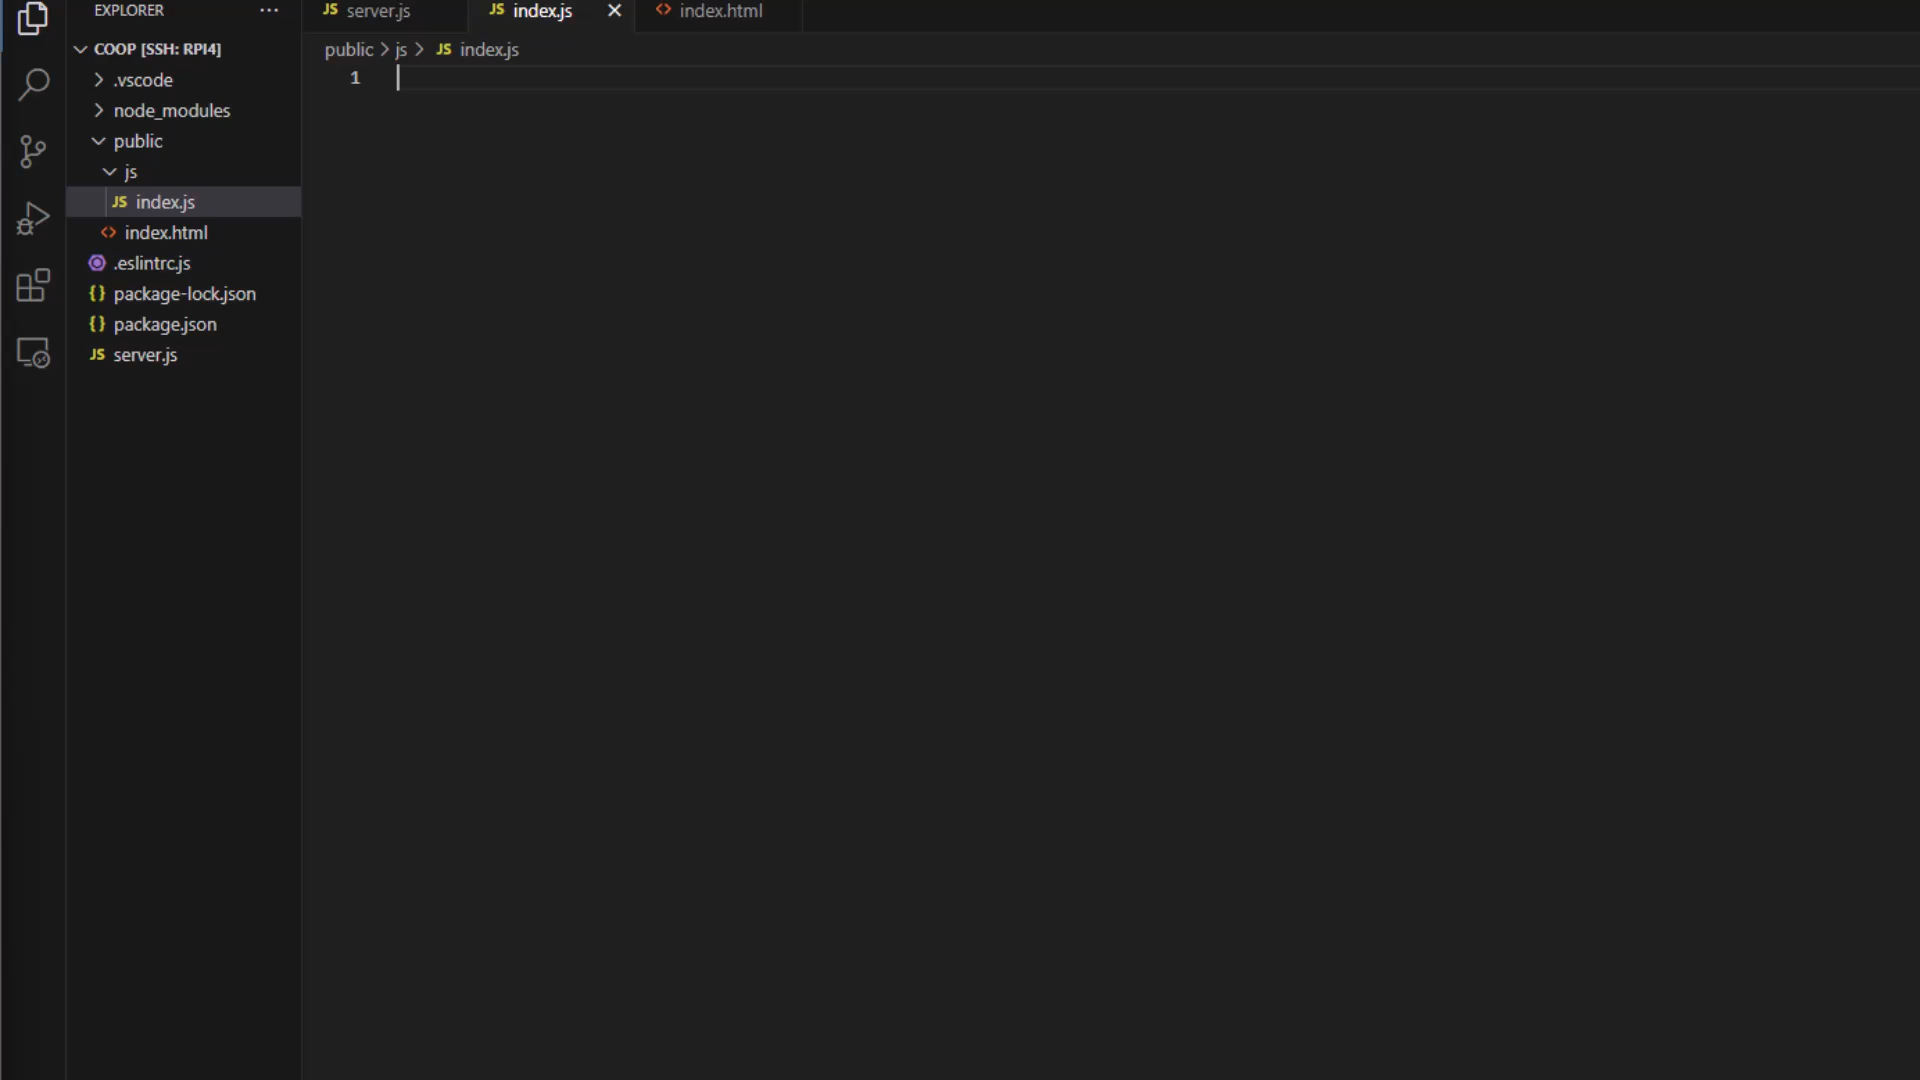 EXPLORER
COOP [SSH: RPI4]
.vscode
node_modules
public
js
JS index.js
<> index.html
.eslintrc.js
{} package-lock.json
{} package.json
JS server.js
JS server.js
JS index.js
<> index.html
public > js > JS index.js
1